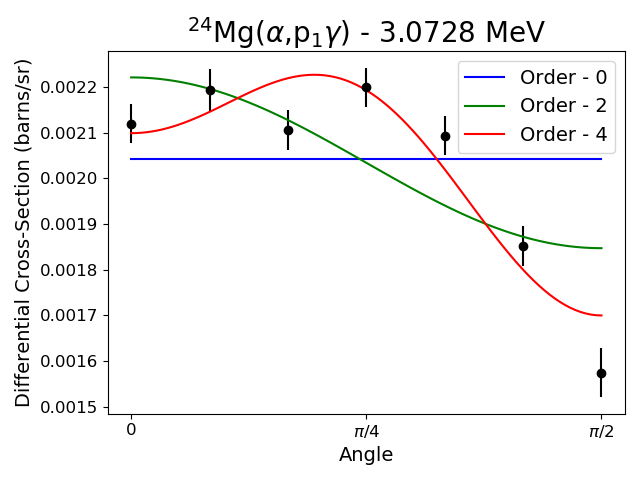 ²⁴Mg(α,p₁γ) - 3.0728 MeV
Order - 0
Order - 2
Order - 4
Differential Cross-Section (barns/sr)
0.0022
0.0021
0.0020
0.0019
0.0018
0.0017
0.0016
0.0015
0 π/4 π/2
Angle